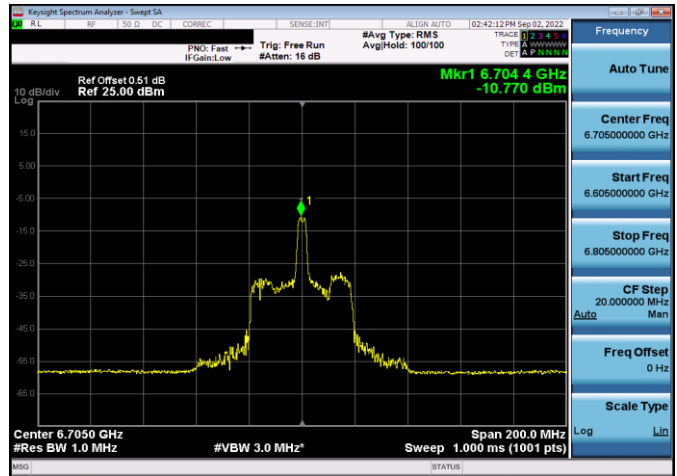 Keysight Spectrum Analyzer - Swept SA
LXI RL RF 50 Ω DC CORREC SENSE:INT ALIGN AUTO 02:42:12 PM Sep 02, 2022
Frequency
#Avg Type: RMS TRACE 1 2 3 4 5 6
PNO: Fast Trig: Free Run Avg|Hold: 100/100 TYPE A WWWWW
IFGain:Low #Atten: 16 dB DET A P N N N N
Auto Tune
Mkr1 6.704 4 GHz
Ref Offset 0.51 dB
10 dB/div Ref 25.00 dBm -10.770 dBm
Log
15.0
5.00
-5.00
1
-15.0
-25.0
-35.0
-45.0
-55.0
-65.0
Center 6.7050 GHz Span 200.0 MHz
#Res BW 1.0 MHz #VBW 3.0 MHz* Sweep 1.000 ms (1001 pts)
Center Freq
6.705000000 GHz
Start Freq
6.605000000 GHz
Stop Freq
6.805000000 GHz
CF Step
20.000000 MHz
Auto Man
Freq Offset
0 Hz
Scale Type
Log Lin
MSG STATUS